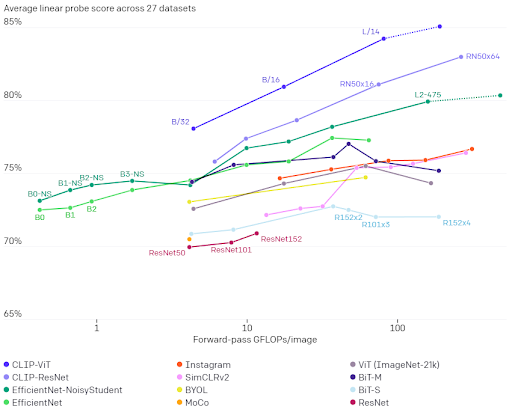 Average linear probe score across 27 datasets
85%
L/14
RN50x64
B/16
RN50x16
80%
L2-475
B/32
75%
B3-NS
B2-NS
B1-NS
B0-NS
B0
B1
B2
R152x2
R101x3
R152x4
70%
ResNet152
ResNet101
ResNet50
65%
1
10
100
Forward-pass GFLOPs/image
CLIP-ViT
Instagram
ViT (ImageNet-21k)
CLIP-ResNet
SimCLRv2
BiT-M
EfficientNet-NoisyStudent
BYOL
BiT-S
EfficientNet
MoCo
ResNet